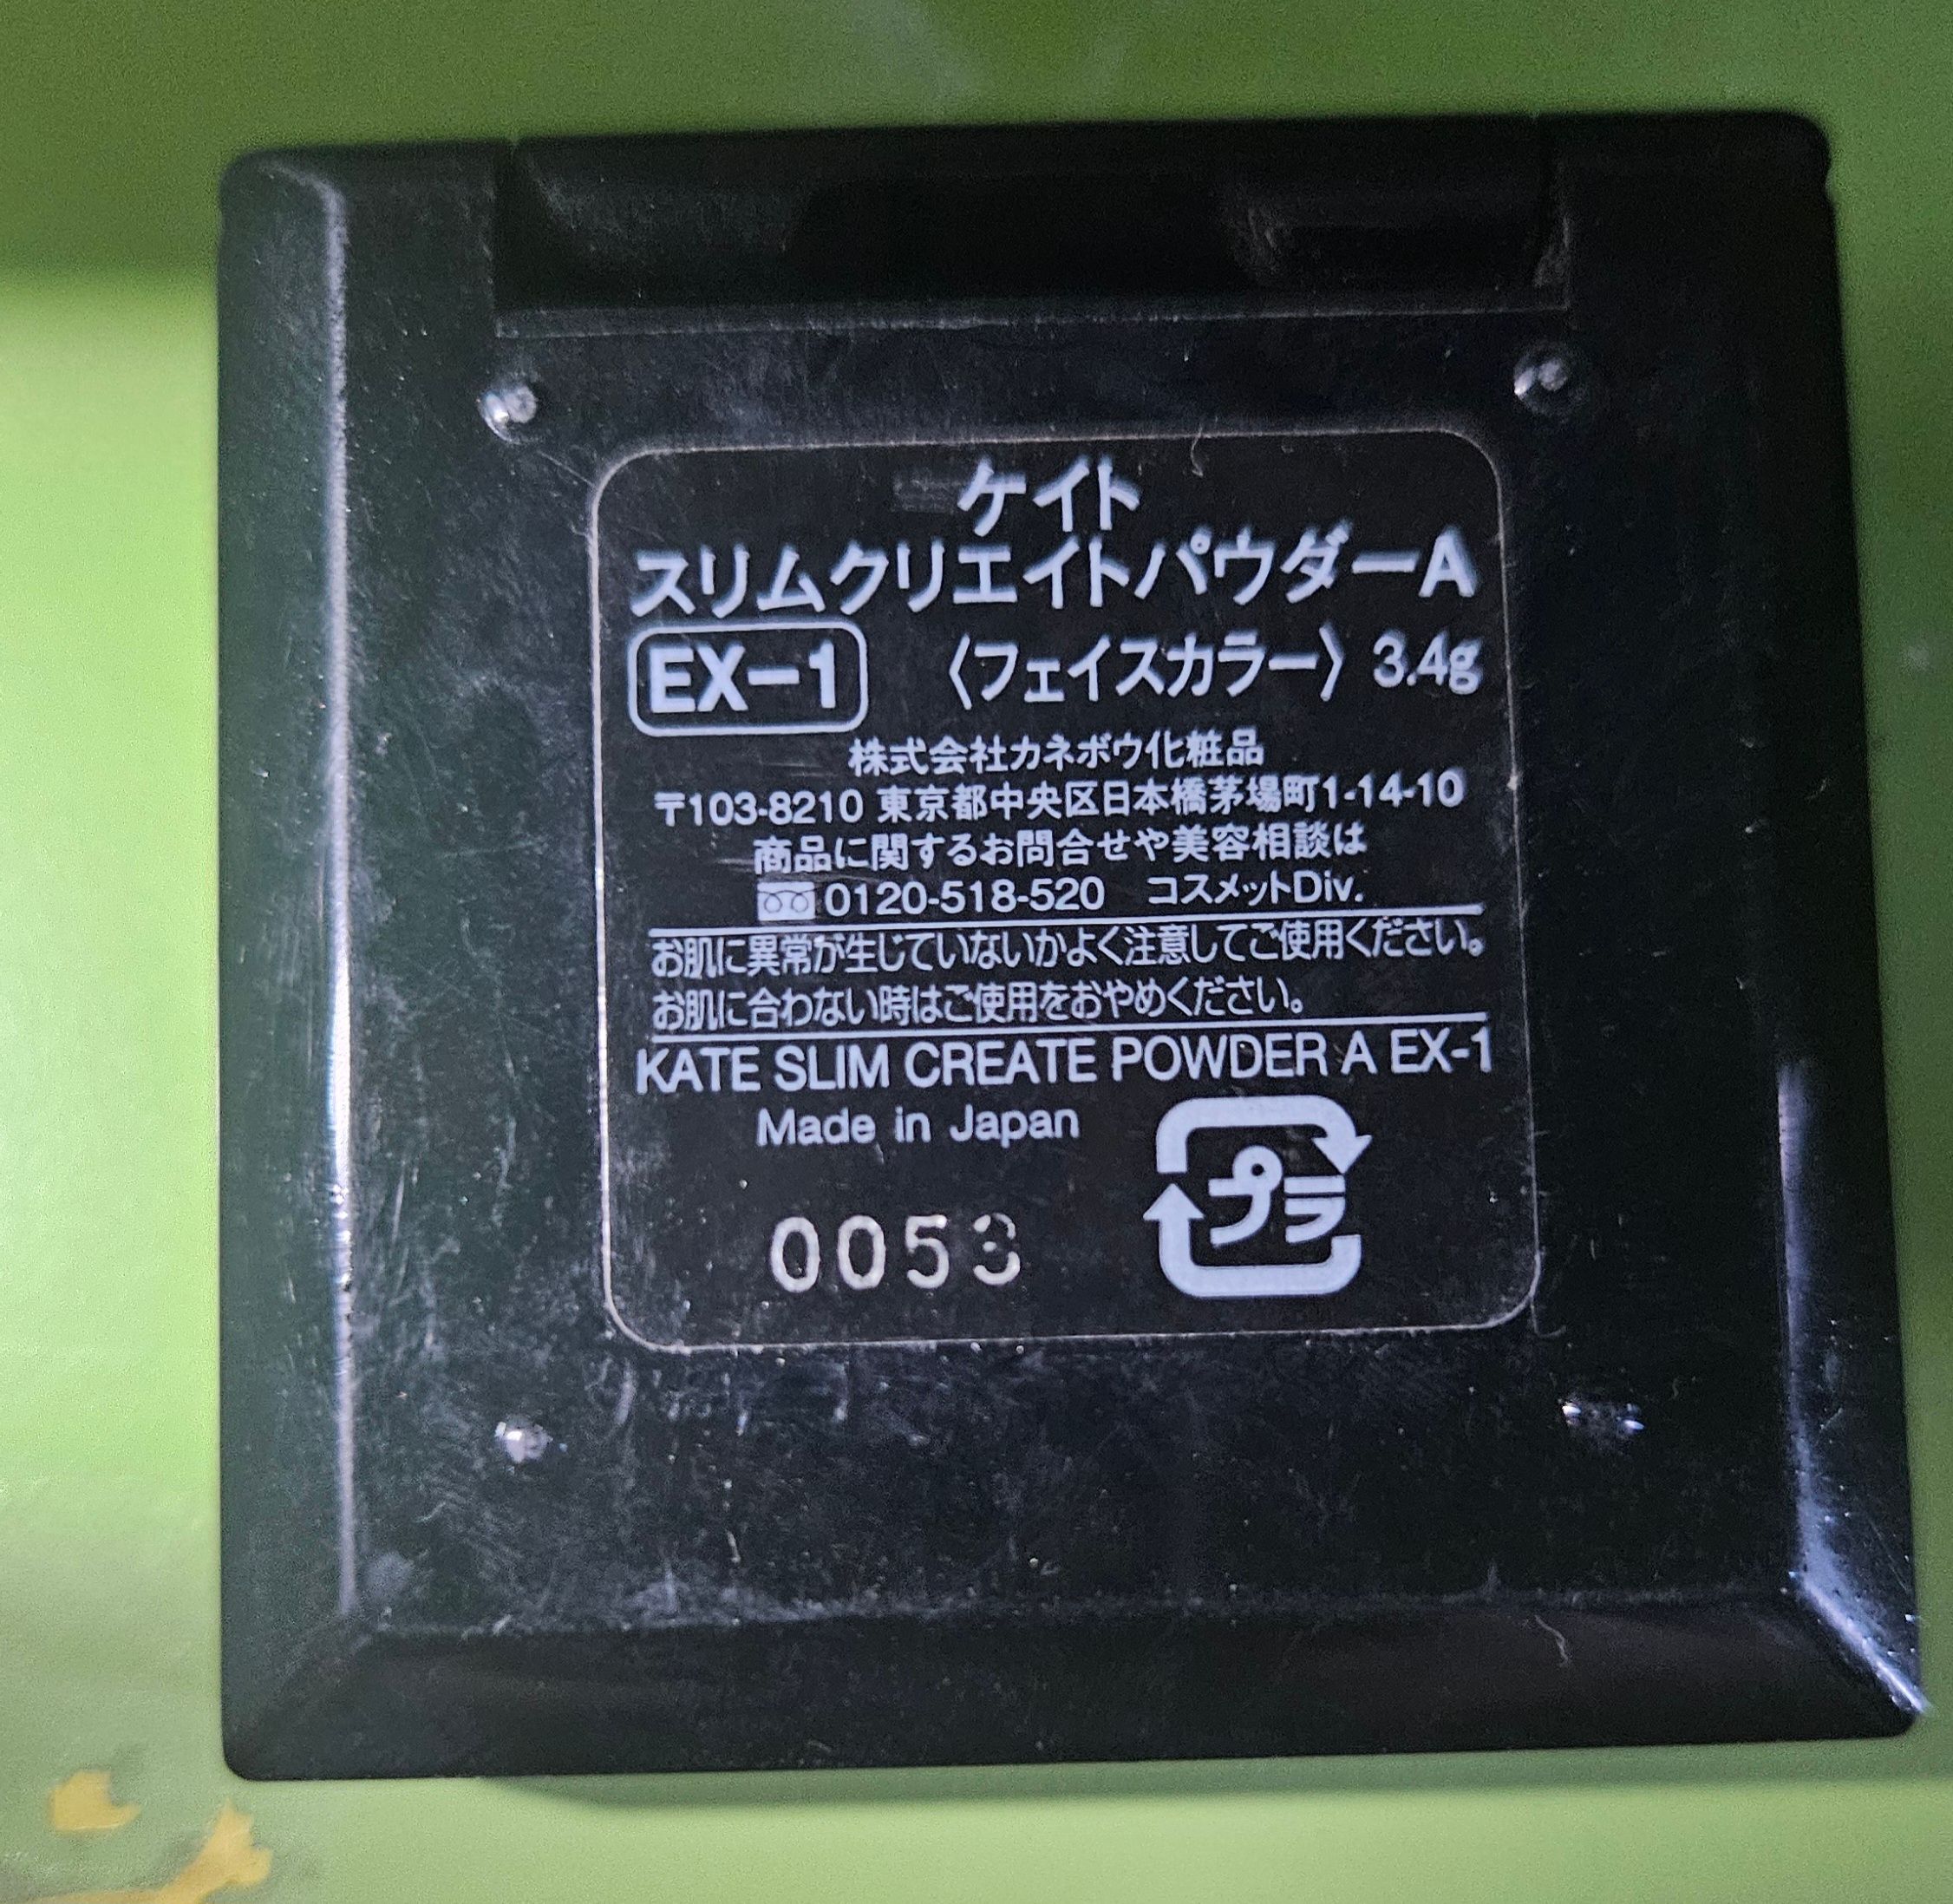 ケイト
スリムクリエイトパウダーA
EX-1 〈フェイスカラー〉 3.4g
株式会社カネボウ化粧品
〒103-8210 東京都中央区日本橋茅場町1-14-10
商品に関するお問合せや美容相談は
0120-518-520 コスメットDiv.
お肌に異常が生じていないかよく注意してご使用ください。
お肌に合わない時はご使用をおやめください。
KATE SLIM CREATE POWDER A EX-1
Made in Japan
プラ
0053